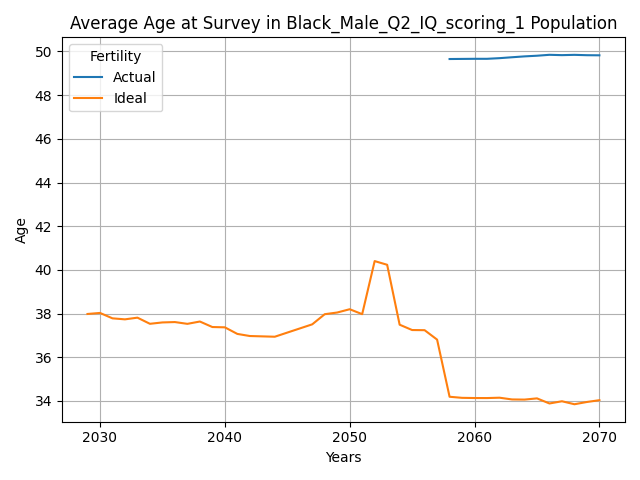 Average Age at Survey in Black_Male_Q2_IQ_scoring_1 Population
Fertility
Actual
Ideal
50
48
46
44
42
40
38
36
34
Age
2030 2040 2050 2060 2070
Years